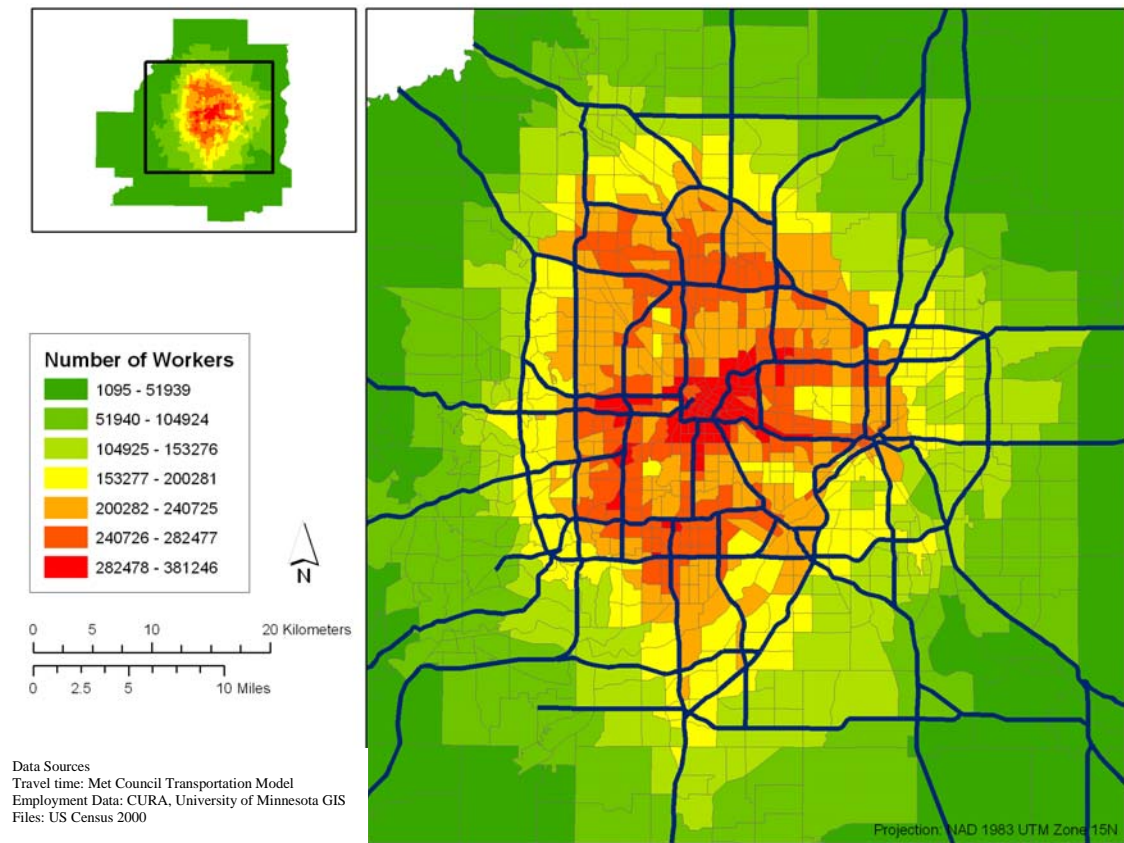 Number of Workers
1095 - 51939
51940 - 104924
104925 - 153276
153277 - 200281
200282 - 240725
240726 - 282477
282478 - 381246
N
0 5 10 20 Kilometers
0 2.5 5 10 Miles
Data Sources
Travel time: Met Council Transportation Model
Employment Data: CURA, University of Minnesota GIS
Files: US Census 2000
Projection: NAD 1983 UTM Zone 15N